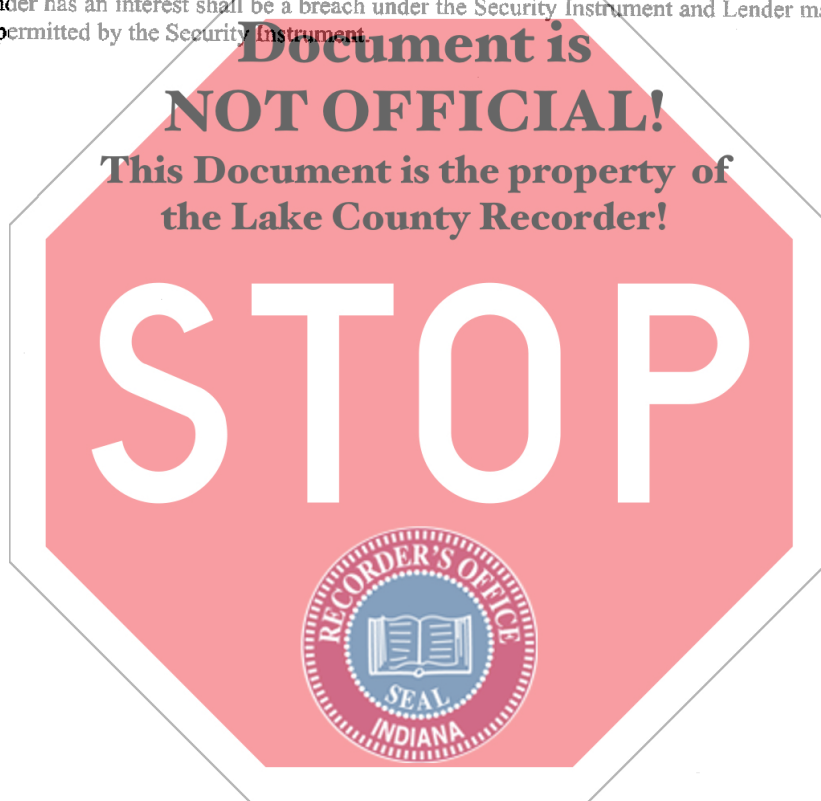 nder has an interest shall be a breach under the Security Instrument and Lender ma
permitted by the Security Instrument.
Document is
NOT OFFICIAL!
This Document is the property of
the Lake County Recorder!
STOP
RECORDER'S OFFICE
SEAL
INDIANA